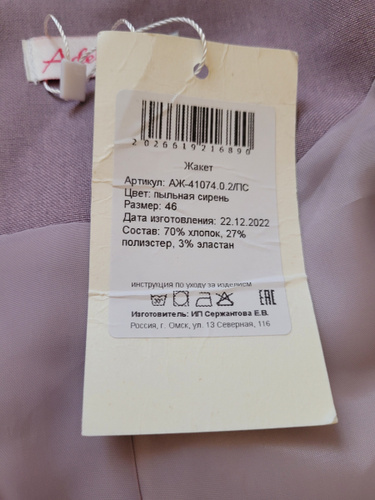 2026619216896
Жакет
Артикул: АЖ-41074.0.2/ПС
Цвет: пыльная сирень
Размер: 46
Дата изготовления: 22.12.2022
Состав: 70% хлопок, 27%
полиэстер, 3% эластан
инструкция по уходу за изделием
EAC
Изготовитель: ИП Сержантова Е.В.
Россия, г. Омск, ул. 13 Северная, 116